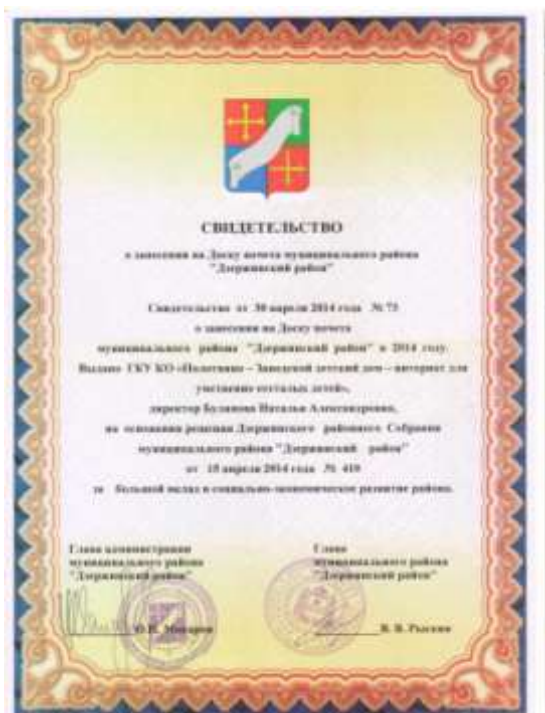 СВИДЕТЕЛЬСТВО
о занесении на Доску почета муниципального района
"Дзержинский район"
Свидетельство от 30 апреля 2014 года № 73
о занесении на Доску почета
муниципального района "Дзержинский район" в 2014 году.
Выдано ГКУ КО «Полотняно – Заводской детский дом – интернат для
умственно отсталых детей»,
директор Наталья Александровна,
на основании решения Дзержинского районного Собрания
муниципального района "Дзержинский район"
от 15 апреля 2014 года № 410
за Большой вклад в социально-экономическое развитие района.
Глава администрации
муниципального района
"Дзержинский район"
Глава
муниципального района
"Дзержинский район"
О.В. Макаров
В. В. Рыскин